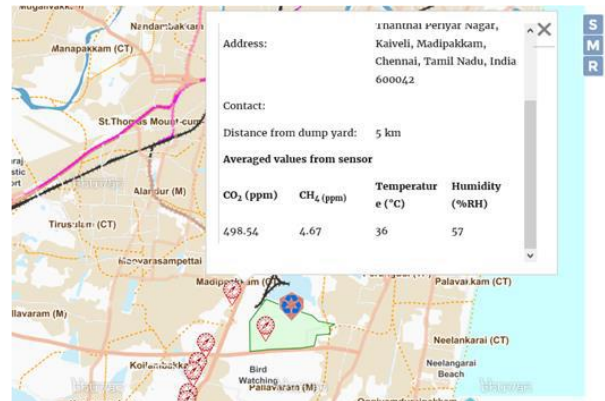 Nandambakkam
Manapakkam (CT)
St.Thomas Mount-cum-
Alandur (M)
Tirusulam (CT)
Moovarasampettai
Madipakkam (CT)
Palavakkam (CT)
Neelankarai (CT)
Neelangarai
Beach
Bird
Watching
Pallavaram (M)
llavaram (M)
Thanthai Periyar Nagar,
Address: Kaiveli, Madipakkam,
Chennai, Tamil Nadu, India
600042
Contact:
Distance from dump yard: 5 km
Averaged values from sensor
CO₂ (ppm) CH₄ (ppm) Temperatur Humidity
e (°C) (%RH)
498.54 4.67 36 57
S
M
R